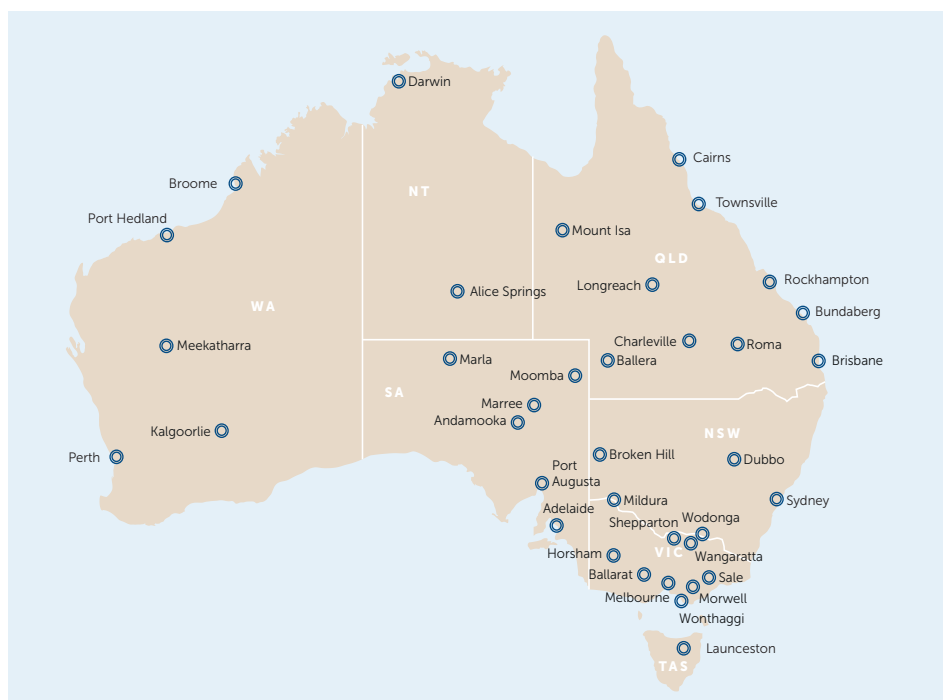 Darwin
Cairns
Broome
NT
Townsville
Port Hedland
Mount Isa
QLD
Rockhampton
Longreach
Alice Springs
WA
Bundaberg
Charleville
Roma
Meekatharra
Marla
Ballera
Brisbane
Moomba
SA
Marree
Andamooka
Kalgoorlie
NSW
Perth
Broken Hill
Dubbo
Port
Augusta
Mildura
Sydney
Adelaide
Shepparton
Wodonga
Horsham
VIC
Wangaratta
Ballarat
Sale
Melbourne
Morwell
Wonthaggi
Launceston
TAS